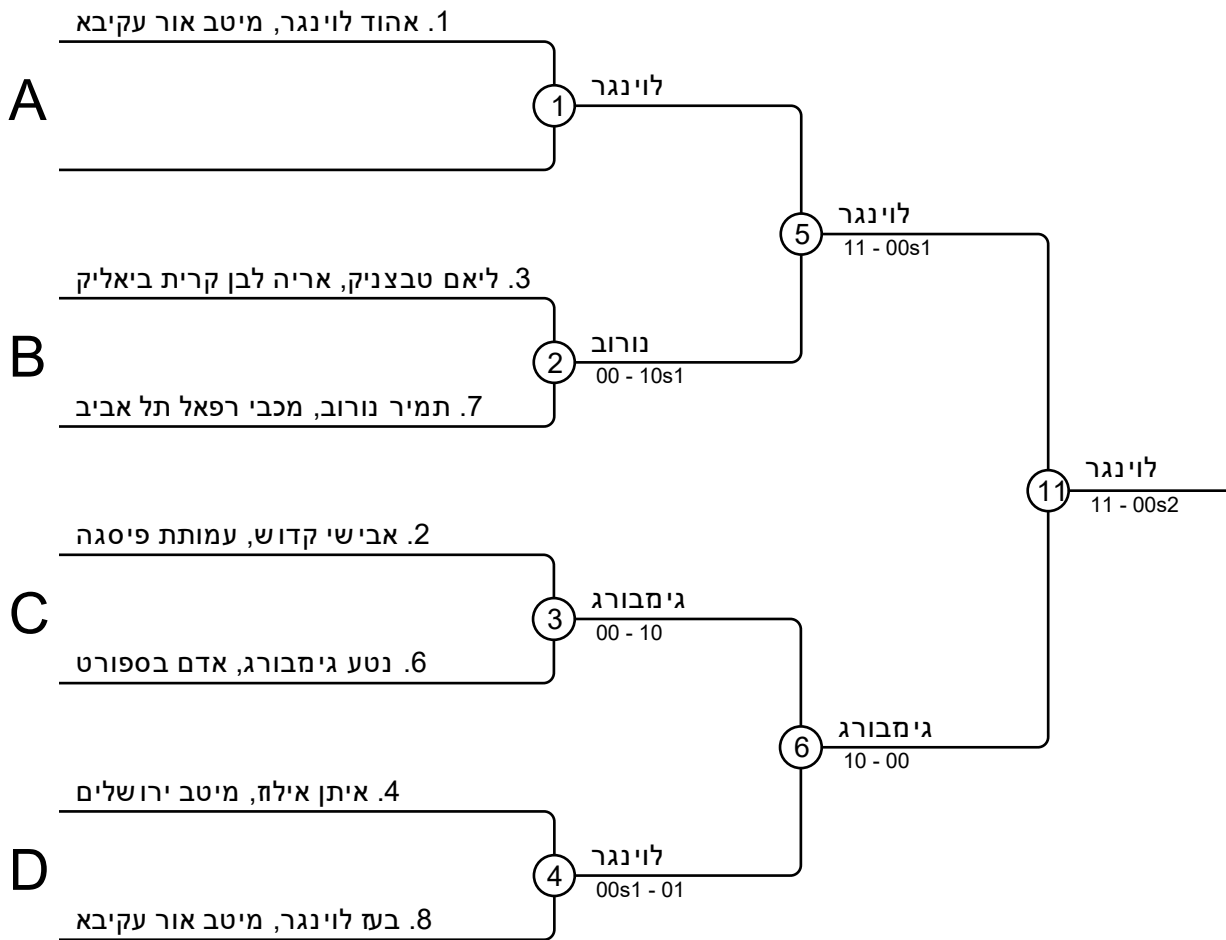 1. אהוד לוינגר, מיטב אור עקיבא
A
1
לוינגר
5
לוינגר
11 - 00s1
3. ליאם טבצניק, אריה לבן קרית ביאליק
B
2
נורוב
00 - 10s1
7. תמיר נורוב, מכבי רפאל תל אביב
11
לוינגר
11 - 00s2
2. אבישי קדוש, עמותת פיסגה
C
3
גינזבורג
00 - 10
6. נטע גינזבורג, אדם בספורט
6
גינזבורג
10 - 00
4. איתן אילוז, מיטב ירושלים
D
4
לוינגר
00s1 - 01
8. בעז לוינגר, מיטב אור עקיבא